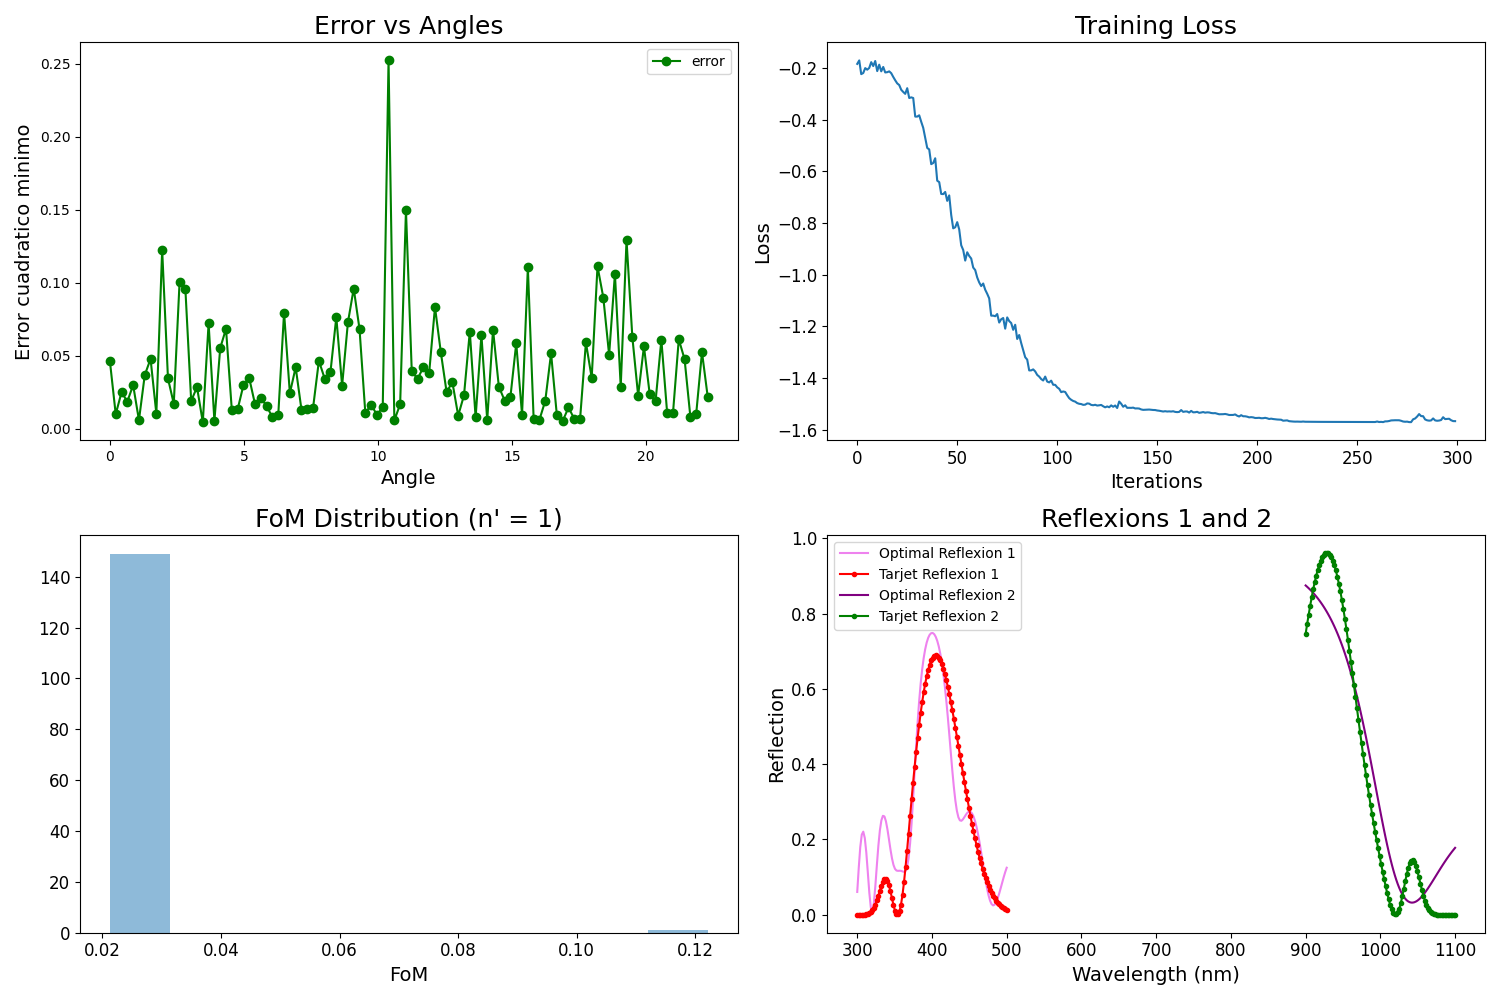 Error vs Angles
Error cuadratico minimo
0.25
0.20
0.15
0.10
0.05
0.00
error
0 5 10 15 20
Angle
Training Loss
Loss
−0.2
−0.4
−0.6
−0.8
−1.0
−1.2
−1.4
−1.6
0 50 100 150 200 250 300
Iterations
FoM Distribution (n' = 1)
140
120
100
80
60
40
20
0
0.02 0.04 0.06 0.08 0.10 0.12
FoM
Reflexions 1 and 2
Reflection
1.0
0.8
0.6
0.4
0.2
0.0
Optimal Reflexion 1
Tarjet Reflexion 1
Optimal Reflexion 2
Tarjet Reflexion 2
300 400 500 600 700 800 900 1000 1100
Wavelength (nm)